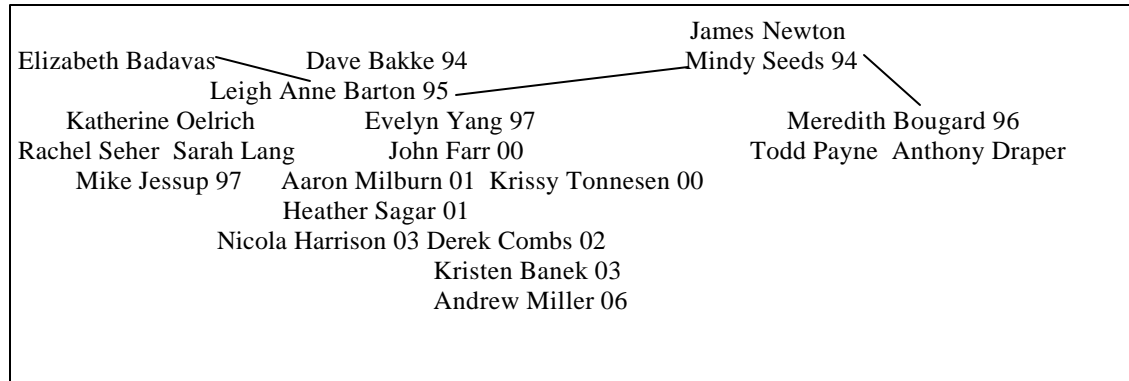 James Newton
Elizabeth Badavas Dave Bakke 94 Mindy Seeds 94
Leigh Anne Barton 95
Katherine Oelrich Evelyn Yang 97 Meredith Bougard 96
Rachel Seher Sarah Lang John Farr 00 Todd Payne Anthony Draper
Mike Jessup 97 Aaron Milburn 01 Krissy Tonnesen 00
Heather Sagar 01
Nicola Harrison 03 Derek Combs 02
Kristen Banek 03
Andrew Miller 06